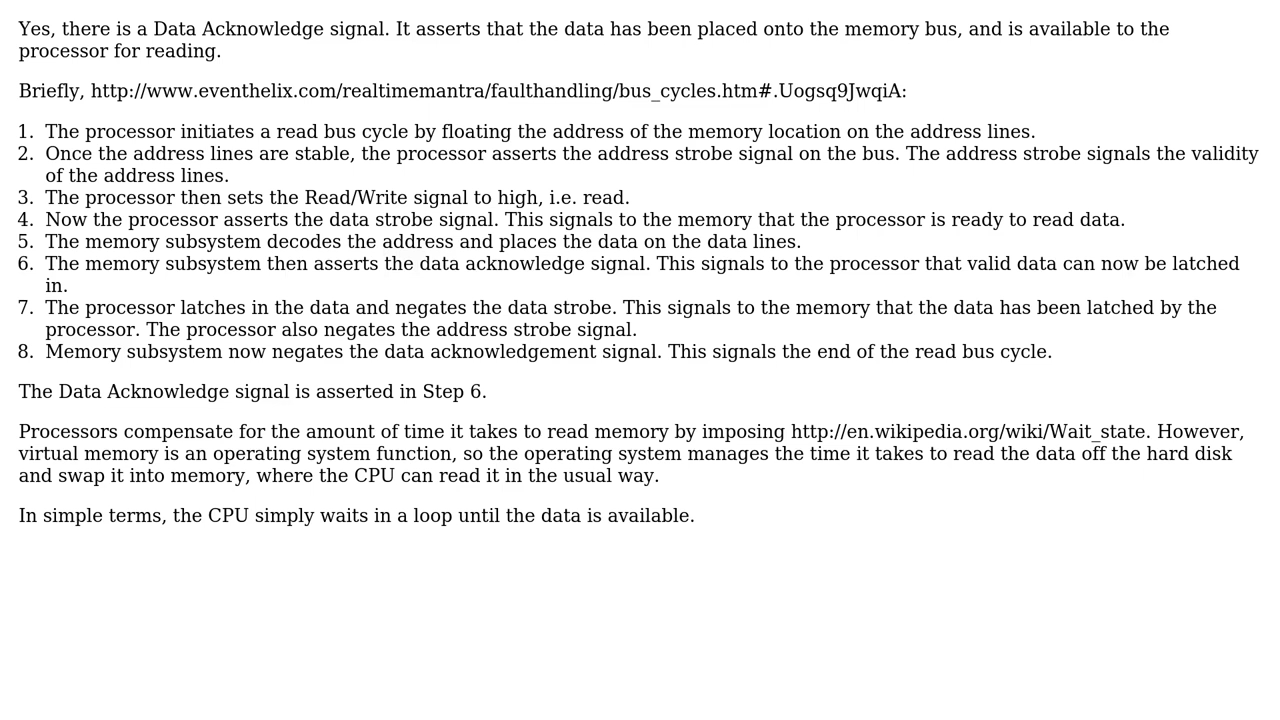 Yes, there is a Data Acknowledge signal. It asserts that the data has been placed onto the memory bus, and is available to the
processor for reading.
Briefly, http://www.eventhelix.com/realtimemantra/faulthandling/bus_cycles.htm#.Uogsq9JwqiA:
1. The processor initiates a read bus cycle by floating the address of the memory location on the address lines.
2. Once the address lines are stable, the processor asserts the address strobe signal on the bus. The address strobe signals the validity
of the address lines.
3. The processor then sets the Read/Write signal to high, i.e. read.
4. Now the processor asserts the data strobe signal. This signals to the memory that the processor is ready to read data.
5. The memory subsystem decodes the address and places the data on the data lines.
6. The memory subsystem then asserts the data acknowledge signal. This signals to the processor that valid data can now be latched
in.
7. The processor latches in the data and negates the data strobe. This signals to the memory that the data has been latched by the
processor. The processor also negates the address strobe signal.
8. Memory subsystem now negates the data acknowledgement signal. This signals the end of the read bus cycle.
The Data Acknowledge signal is asserted in Step 6.
Processors compensate for the amount of time it takes to read memory by imposing http://en.wikipedia.org/wiki/Wait_state. However,
virtual memory is an operating system function, so the operating system manages the time it takes to read the data off the hard disk
and swap it into memory, where the CPU can read it in the usual way.
In simple terms, the CPU simply waits in a loop until the data is available.